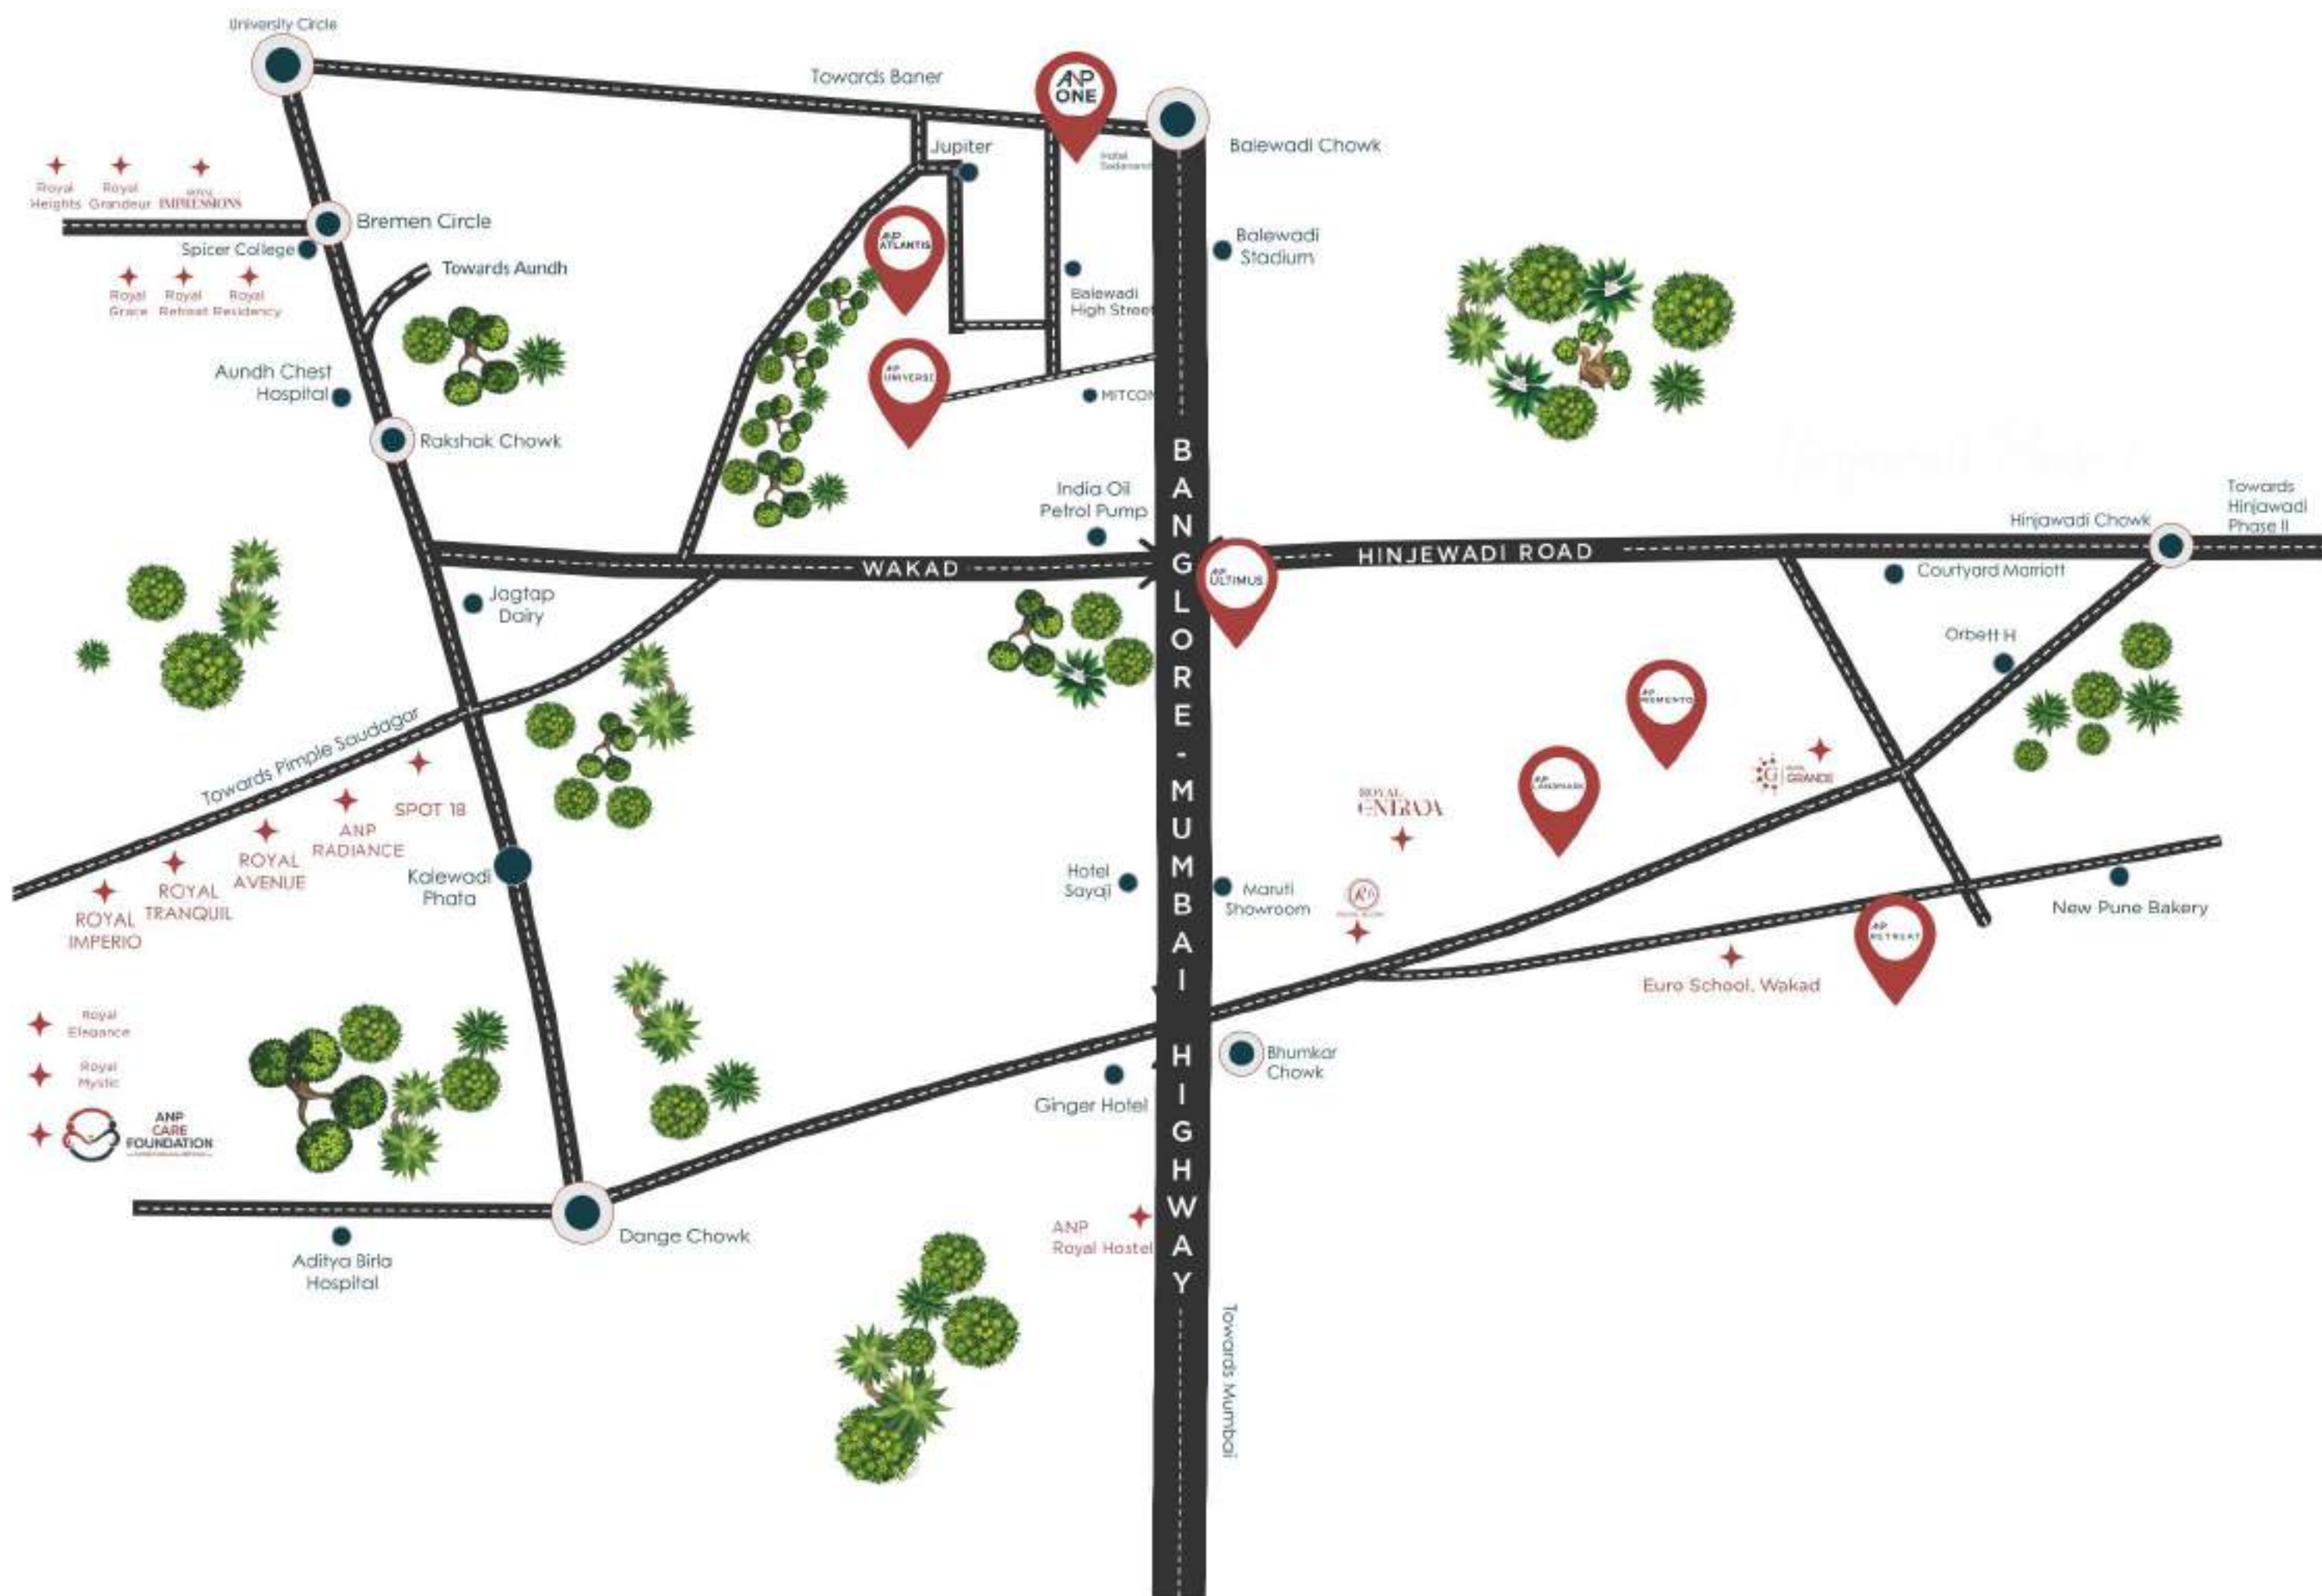 University Circle
Towards Baner
ANP
ONE
Balewadi Chowk
Jupiter
Hotel
Sadanand
Royal
Heights
Royal
Grandeur
ROYAL
IMPRESSIONS
Bremen Circle
Spicer College
Towards Aundh
Royal
Grace
Royal
Retreat
Royal
Residency
ANP
ATLANTIS
Balewadi
Stadium
Balewadi
High Street
Aundh Chest
Hospital
ANP
UNIVERSE
MITCON
Rakshak Chowk
India Oil
Petrol Pump
Towards
Hinjawadi
Phase II
Hinjawadi Chowk
WAKAD
HINJEWADI ROAD
BANGLORE - MUMBAI HIGHWAY
ANP
ULTIMUS
Courtyard Marriott
Jagtap
Dairy
Orbett H
Towards Pimple Saudagar
ANP
MEMENTO
ANP
LANDMARK
GRANDE
ROYAL
ENTRADA
SPOT 18
ANP
RADIANCE
ROYAL
AVENUE
ROYAL
TRANQUIL
ROYAL
IMPERIO
Kalewadi
Phata
Hotel
Sayaji
Maruti
Showroom
New Pune Bakery
ANP
RETREAT
Euro School, Wakad
Royal
Elegance
Royal
Mystic
ANP
CARE
FOUNDATION
Bhumkar
Chowk
Ginger Hotel
Dange Chowk
Aditya Birla
Hospital
ANP
Royal Hostel
Towards Mumbai